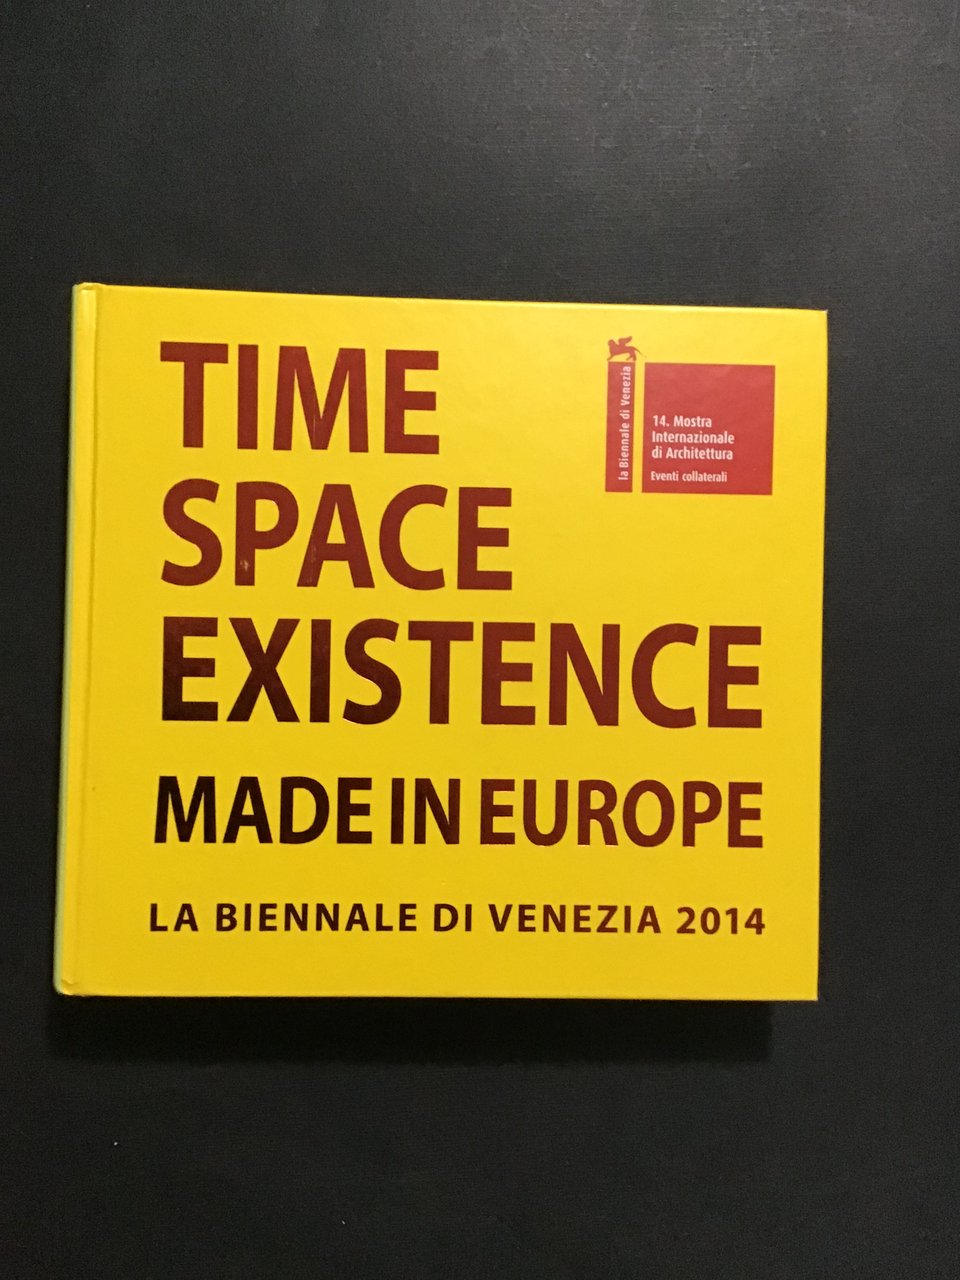 TIME
SPACE
EXISTENCE
MADE IN EUROPE
LA BIENNALE DI VENEZIA 2014
la Biennale di Venezia
14. Mostra
Internazionale
di Architettura
Eventi collaterali